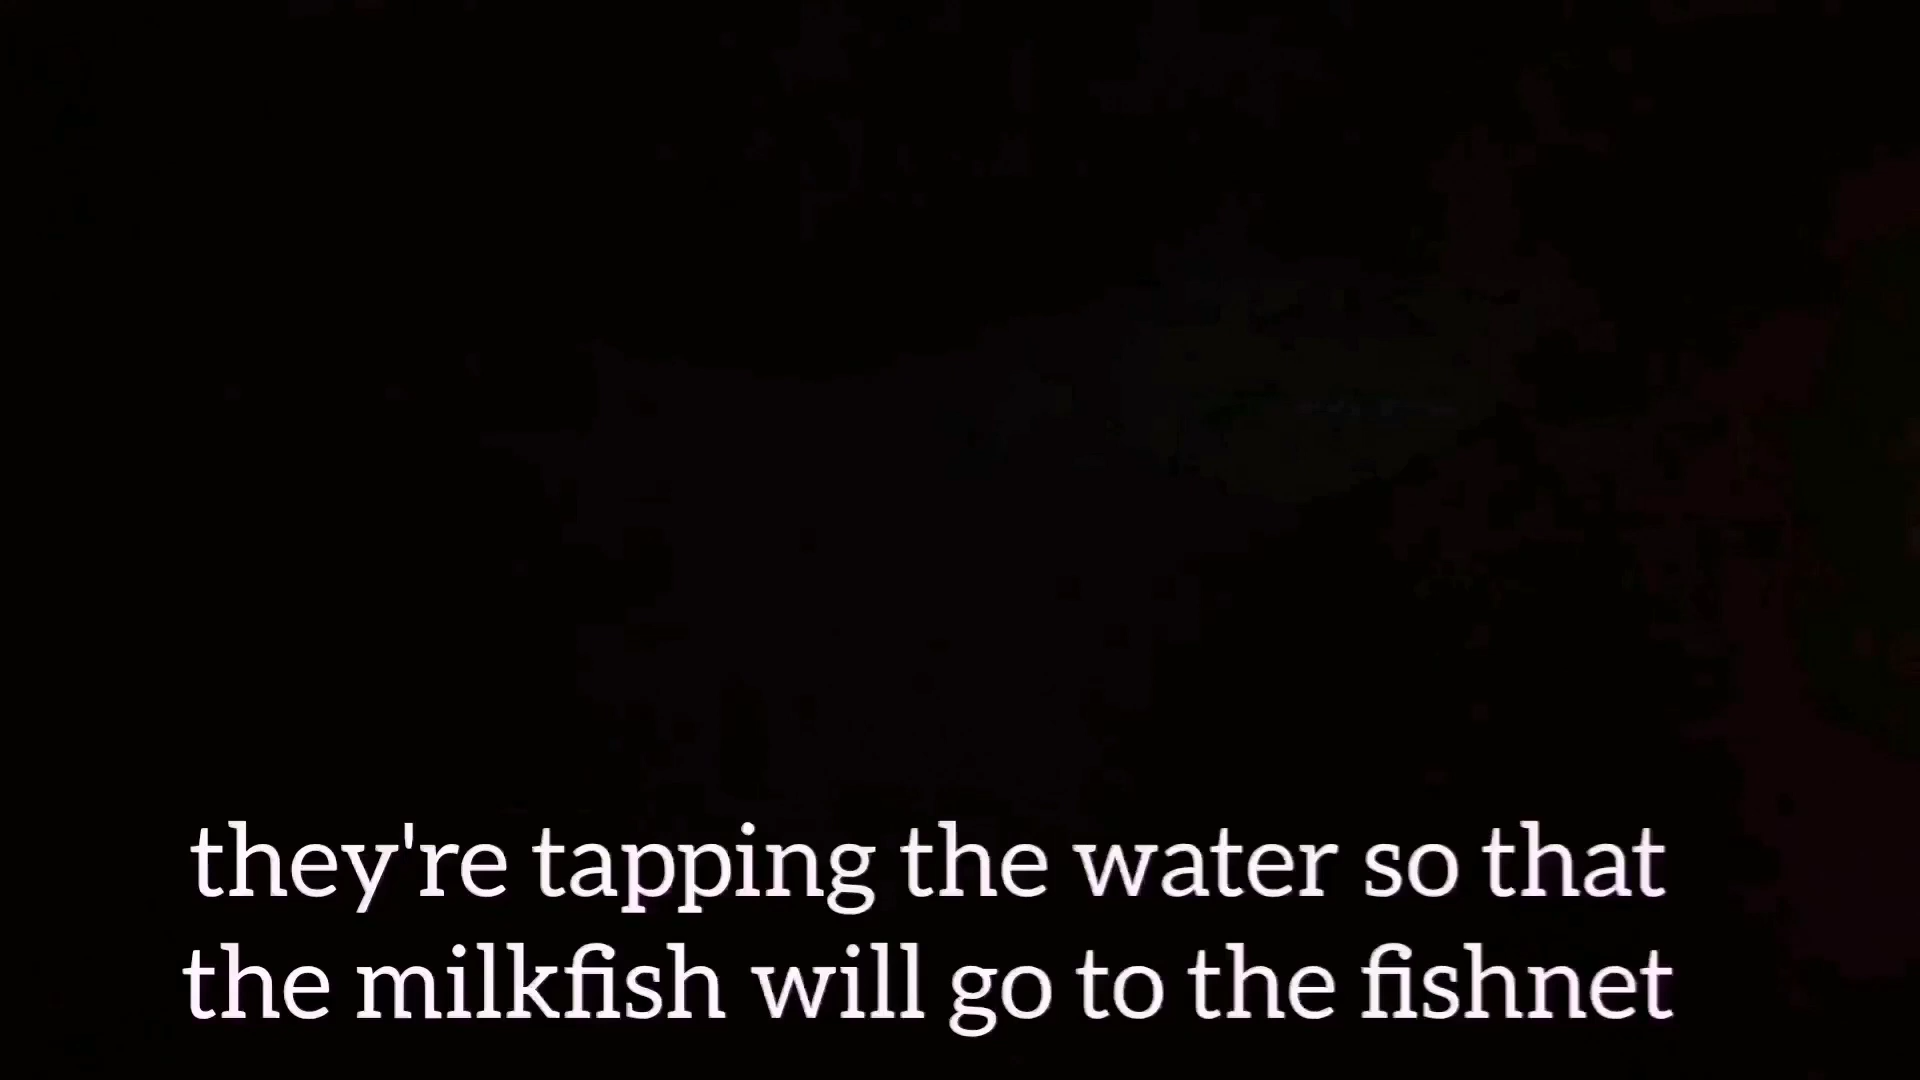 they're tapping the water so that
the milkfish will go to the fishnet